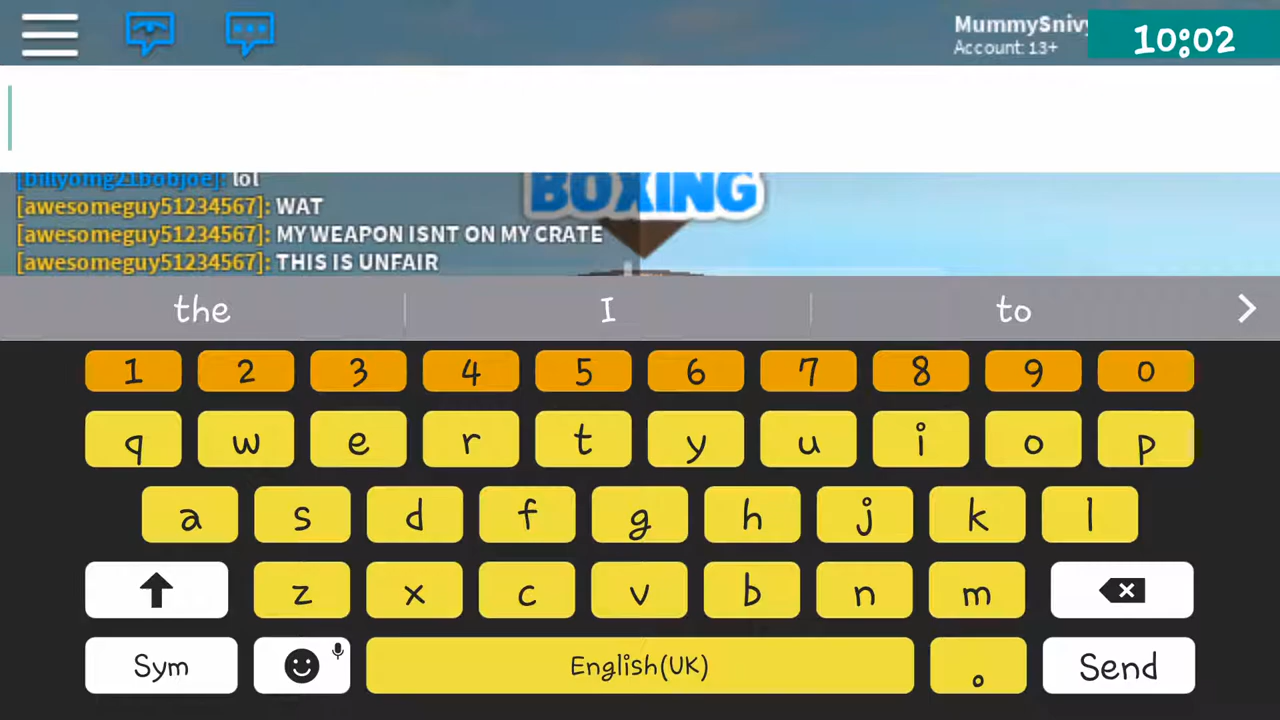 MummySnivy
Account: 13+
10:02
[billyomg21bobjoe]: lol
[awesomeguy51234567]: WAT
[awesomeguy51234567]: MY WEAPON ISNT ON MY CRATE
[awesomeguy51234567]: THIS IS UNFAIR
BOXING
the I to
1 2 3 4 5 6 7 8 9 0
q w e r t y u i o p
a s d f g h j k l
z x c v b n m
Sym English(UK) . Send